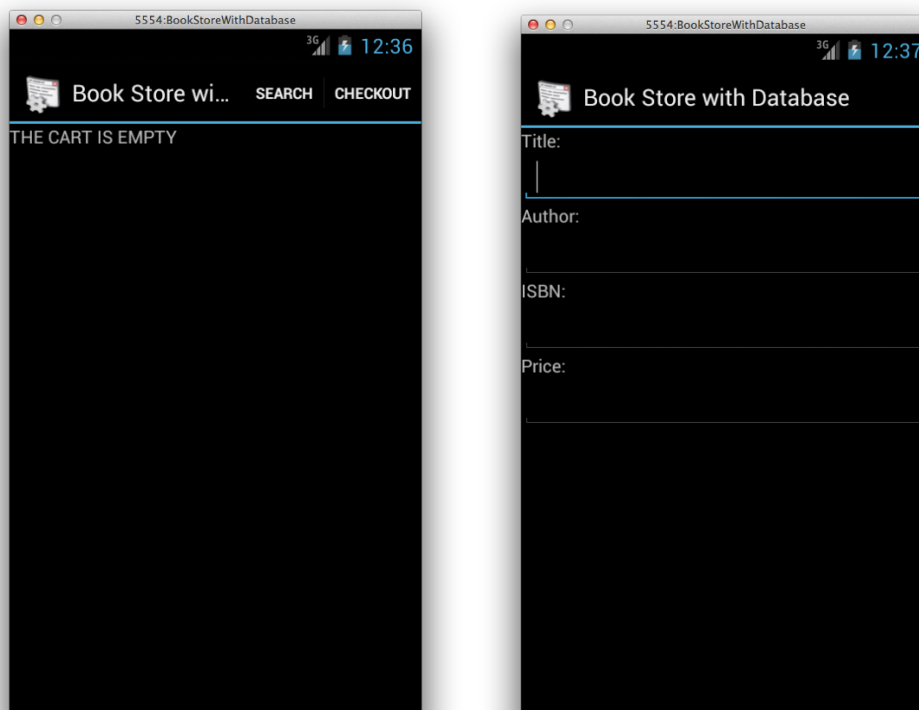 5554:BookStoreWithDatabase
3G 12:36
Book Store wi... SEARCH CHECKOUT
THE CART IS EMPTY
5554:BookStoreWithDatabase
3G 12:37
Book Store with Database
Title:
Author:
ISBN:
Price: